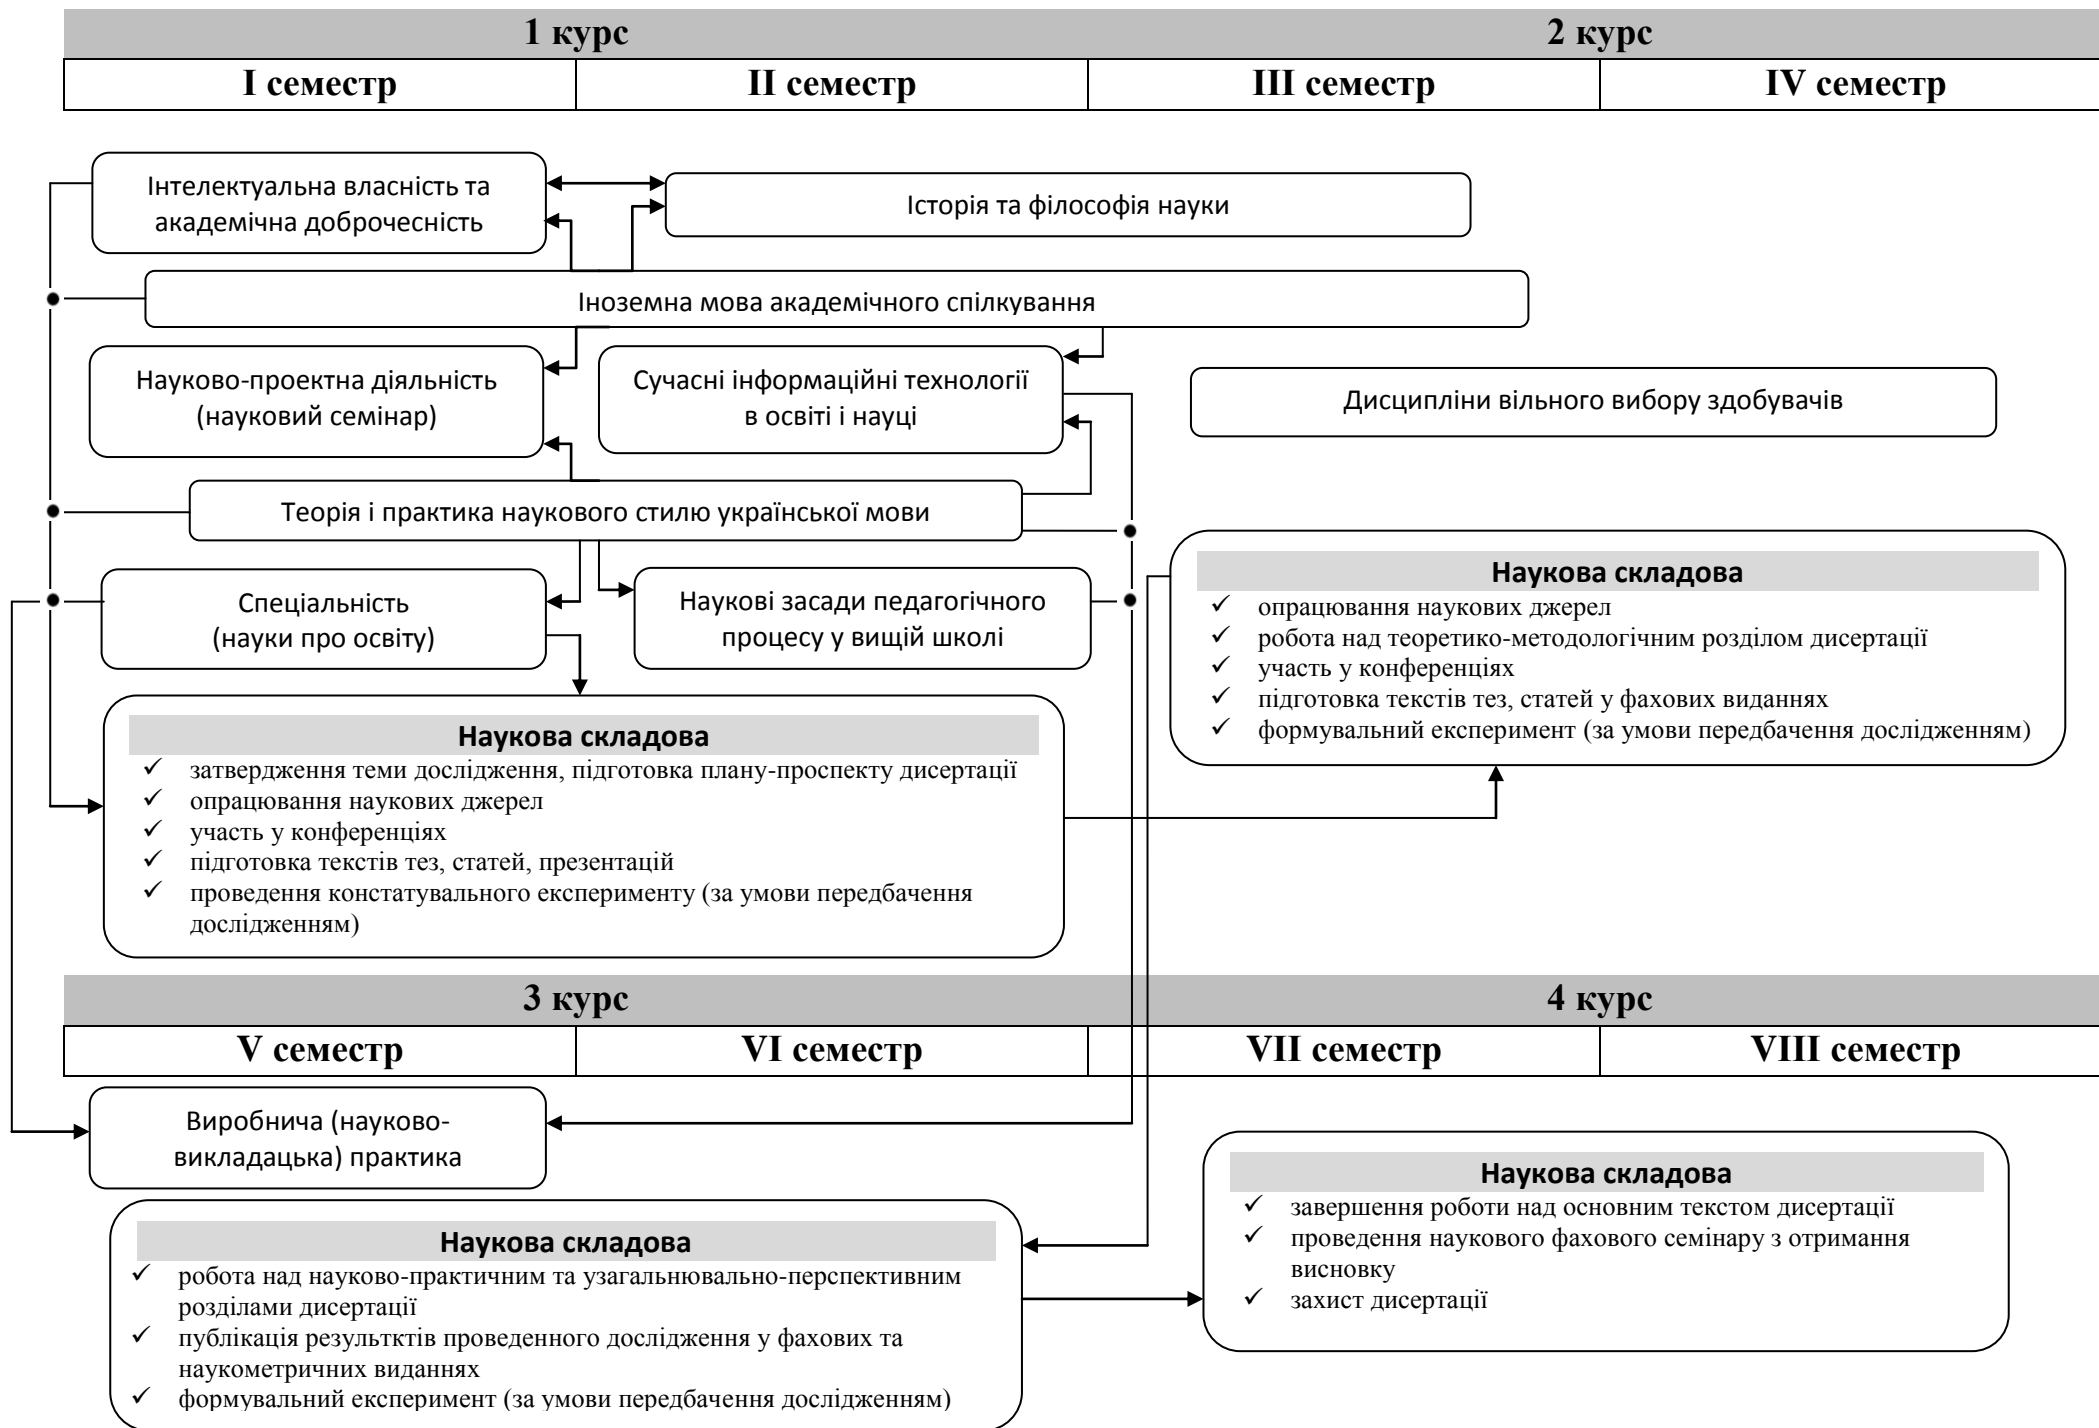 1 курс
2 курс
І семестр
ІІ семестр
ІІІ семестр
IV семестр
Інтелектуальна власність та
академічна доброчесність
Історія та філософія науки
Іноземна мова академічного спілкування
Науково-проектна діяльність
(науковий семінар)
Сучасні інформаційні технології
в освіті і науці
Дисципліни вільного вибору здобувачів
Теорія і практика наукового стилю української мови
Спеціальність
(науки про освіту)
Наукові засади педагогічного
процесу у вищій школі
Наукова складова
✓ опрацювання наукових джерел
✓ робота над теоретико-методологічним розділом дисертації
✓ участь у конференціях
✓ підготовка текстів тез, статей у фахових виданнях
✓ формувальний експеримент (за умови передбачення дослідженням)
Наукова складова
✓ затвердження теми дослідження, підготовка плану-проспекту дисертації
✓ опрацювання наукових джерел
✓ участь у конференціях
✓ підготовка текстів тез, статей, презентацій
✓ проведення констатувального експерименту (за умови передбачення
дослідженням)
3 курс
4 курс
V семестр
VI семестр
VII семестр
VIII семестр
Виробнича (науково-
викладацька) практика
Наукова складова
✓ робота над науково-практичним та узагальнювально-перспективним
розділами дисертації
✓ публікація результктів проведенного дослідження у фахових та
наукометричних виданнях
✓ формувальний експеримент (за умови передбачення дослідженням)
Наукова складова
✓ завершення роботи над основним текстом дисертації
✓ проведення наукового фахового семінару з отримання
висновку
✓ захист дисертації